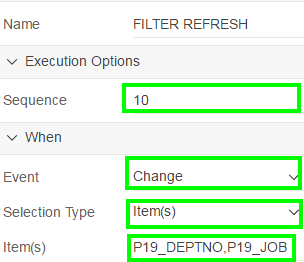 Name FILTER REFRESH
Execution Options
Sequence 10
When
Event Change
Selection Type Item(s)
Item(s) P19_DEPTNO,P19_JOB